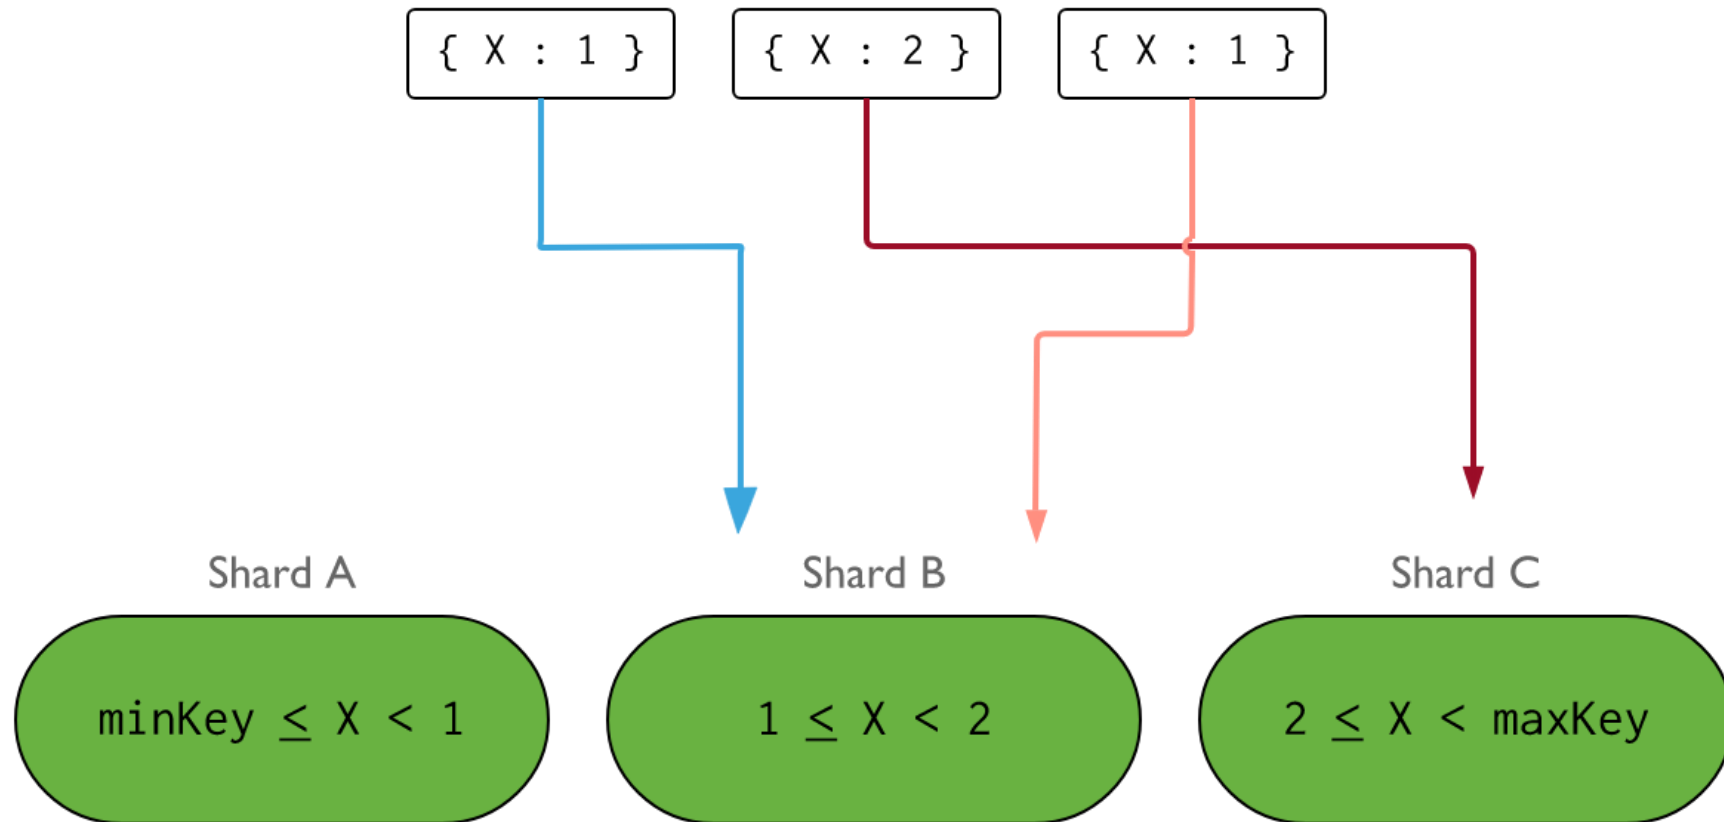 { X : 1 }
{ X : 2 }
{ X : 1 }
Shard A
Shard B
Shard C
minKey ≤ X < 1
1 ≤ X < 2
2 ≤ X < maxKey